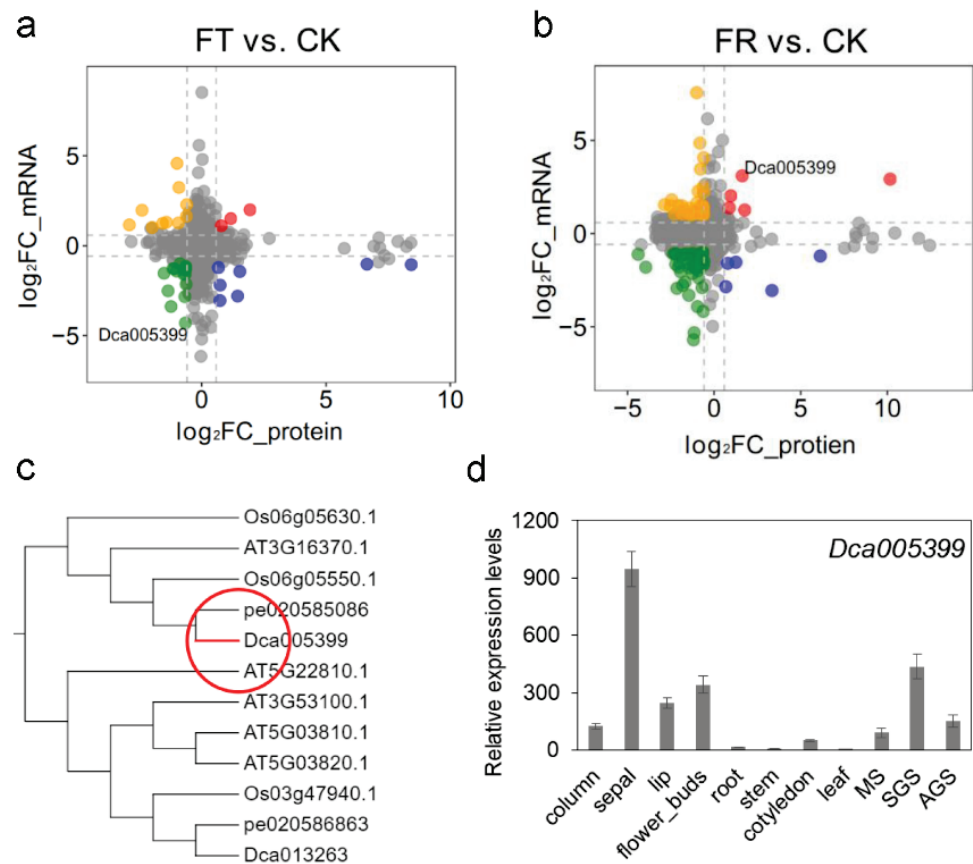 a
FT vs. CK
log₂FC_mRNA
5
0
−5
Dca005399
0
5
10
log₂FC_protein
b
FR vs. CK
log₂FC_mRNA
5
0
−5
Dca005399
−5
0
5
10
log₂FC_protien
c
Os06g05630.1
AT3G16370.1
Os06g05550.1
pe020585086
Dca005399
AT5G22810.1
AT3G53100.1
AT5G03810.1
AT5G03820.1
Os03g47940.1
pe020586863
Dca013263
d
Dca005399
Relative expression levels
1200
900
600
300
0
column
sepal
lip
flower_buds
root
stem
cotyledon
leaf
MS
SGS
AGS